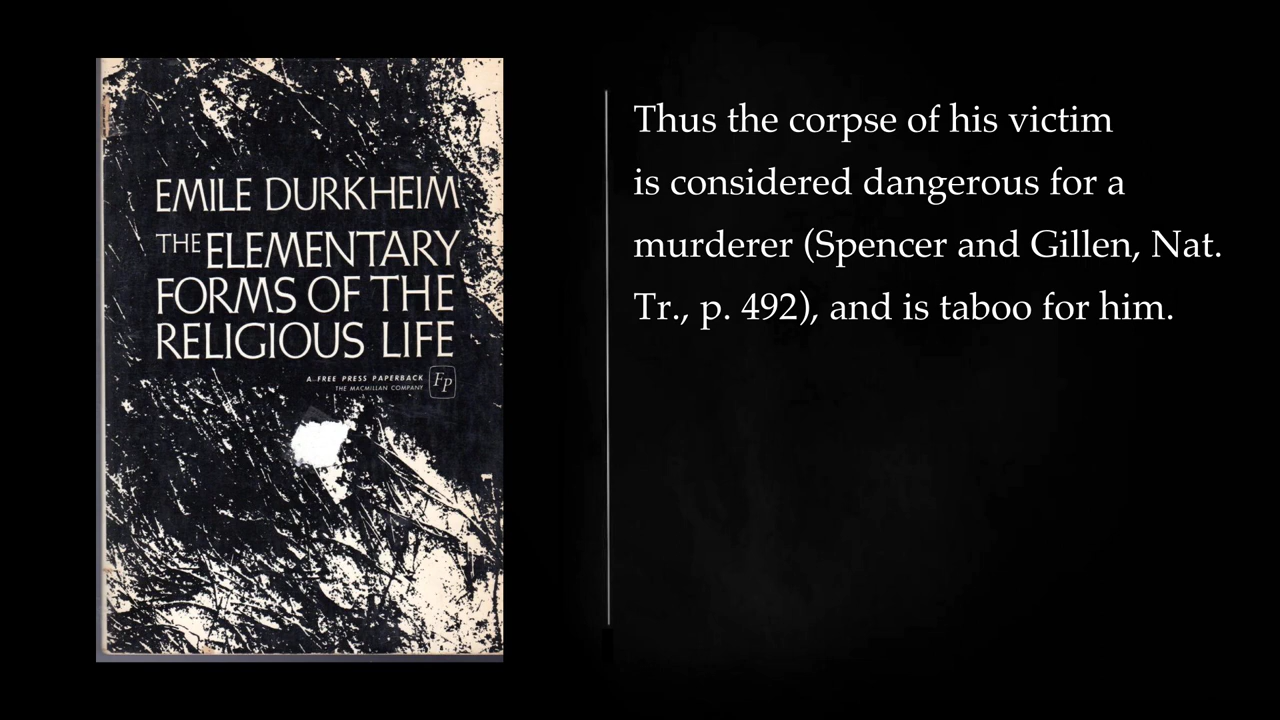 EMILE DURKHEIM
THE ELEMENTARY
FORMS OF THE
RELIGIOUS LIFE
A FREE PRESS PAPERBACK
THE MACMILLAN COMPANY
FP
Thus the corpse of his victim
is considered dangerous for a
murderer (Spencer and Gillen, Nat.
Tr., p. 492), and is taboo for him.